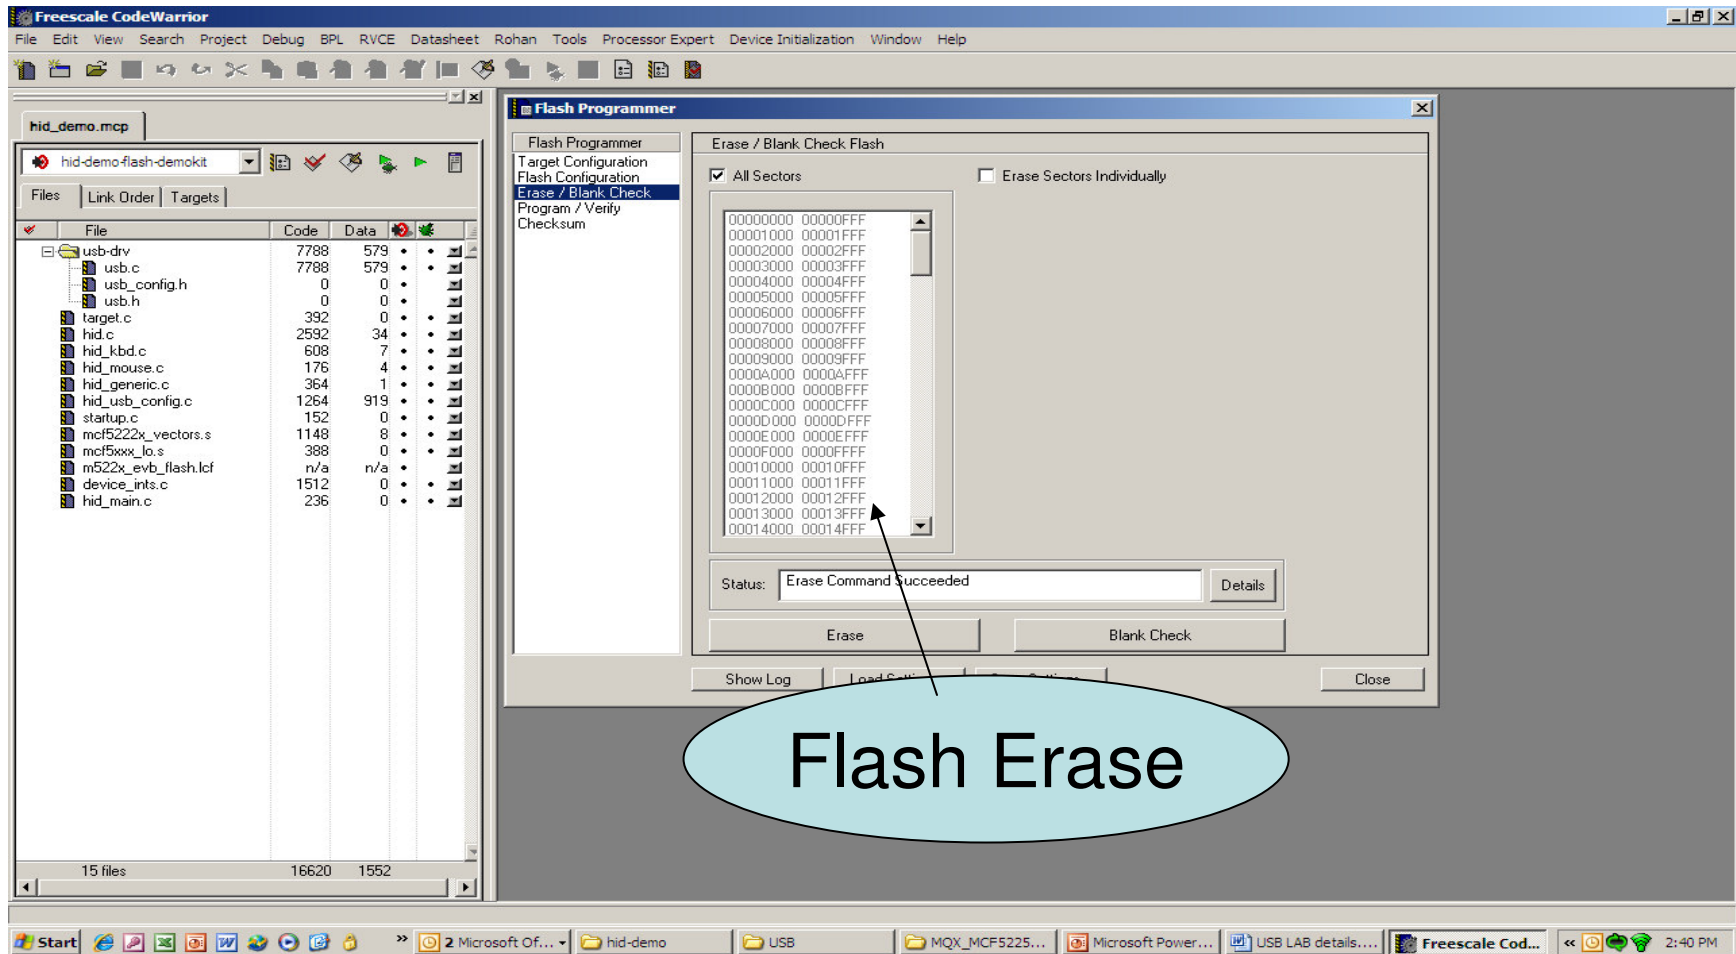 Freescale CodeWarrior
File Edit View Search Project Debug BPL RVCE Datasheet Rohan Tools Processor Expert Device Initialization Window Help
hid_demo.mcp
hid-demo-flash-demokit
Files Link Order Targets
File Code Data
usb-drv 7788 579
usb.c 7788 579
usb_config.h 0 0
usb.h 0 0
target.c 392 0
hid.c 2592 34
hid_kbd.c 608 7
hid_mouse.c 176 4
hid_generic.c 364 1
hid_usb_config.c 1264 919
startup.c 152 0
mcf5222x_vectors.s 1148 8
mcf5xxx_lo.s 388 0
m522x_evb_flash.lcf n/a n/a
device_ints.c 1512 0
hid_main.c 236 0
15 files 16620 1552
Flash Programmer
Flash Programmer
Target Configuration
Flash Configuration
Erase / Blank Check
Program / Verify
Checksum
Erase / Blank Check Flash
All Sectors
Erase Sectors Individually
00000000 00000FFF
00001000 00001FFF
00002000 00002FFF
00003000 00003FFF
00004000 00004FFF
00005000 00005FFF
00006000 00006FFF
00007000 00007FFF
00008000 00008FFF
00009000 00009FFF
0000A000 0000AFFF
0000B000 0000BFFF
0000C000 0000CFFF
0000D000 0000DFFF
0000E000 0000EFFF
0000F000 0000FFFF
00010000 00010FFF
00011000 00011FFF
00012000 00012FFF
00013000 00013FFF
00014000 00014FFF
Status: Erase Command Succeeded
Details
Erase
Blank Check
Show Log
Load
Close
Flash Erase
Start
» 2 Microsoft Of...
hid-demo
USB
MQX_MCF5225...
Microsoft Power...
USB LAB details....
Freescale Cod...
« 2:40 PM